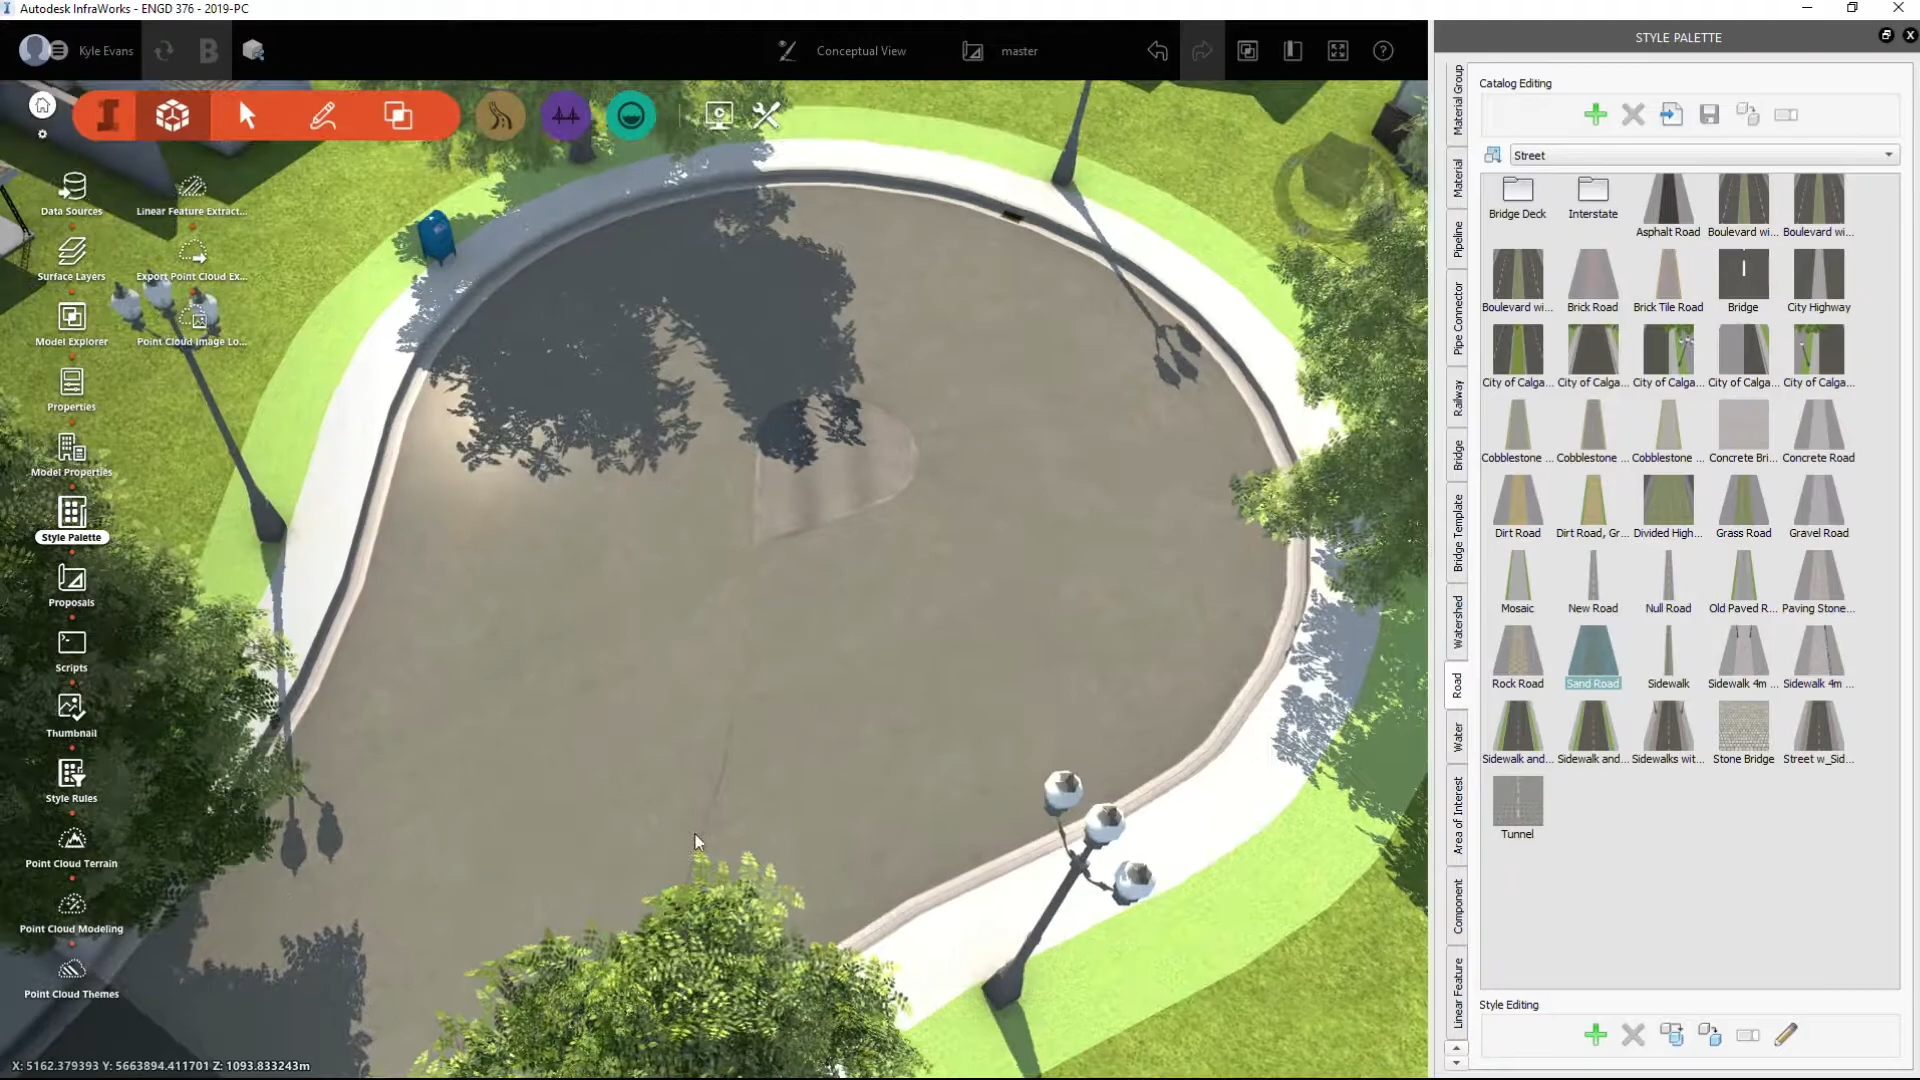 Autodesk InfraWorks - ENGD 376 - 2019-PC
Kyle Evans
Conceptual View
master
STYLE PALETTE
Data Sources
Linear Feature Extract...
Surface Layers
Export Point Cloud Ex...
Model Explorer
Point Cloud Image Lo...
Properties
Model Properties
Style Palette
Proposals
Scripts
Thumbnail
Style Rules
Point Cloud Terrain
Point Cloud Modeling
Point Cloud Themes
X: 5162.379393 Y: 5663894.411701 Z: 1093.833243m
Material Group
Material
Pipeline
Pipe Connector
Railway
Bridge
Bridge Template
Watershed
Road
Water
Area of Interest
Component
Linear Feature
Catalog Editing
Street
Bridge Deck
Interstate
Asphalt Road
Boulevard wi...
Boulevard wi...
Boulevard wi...
Brick Road
Brick Tile Road
Bridge
City Highway
City of Calga...
City of Calga...
City of Calga...
City of Calga...
City of Calga...
Cobblestone ...
Cobblestone ...
Cobblestone ...
Concrete Bri...
Concrete Road
Dirt Road
Dirt Road, Gr...
Divided High...
Grass Road
Gravel Road
Mosaic
New Road
Null Road
Old Paved R...
Paving Stone...
Rock Road
Sand Road
Sidewalk
Sidewalk 4m ...
Sidewalk 4m ...
Sidewalk and...
Sidewalk and...
Sidewalks wit...
Stone Bridge
Street w_Sid...
Tunnel
Style Editing